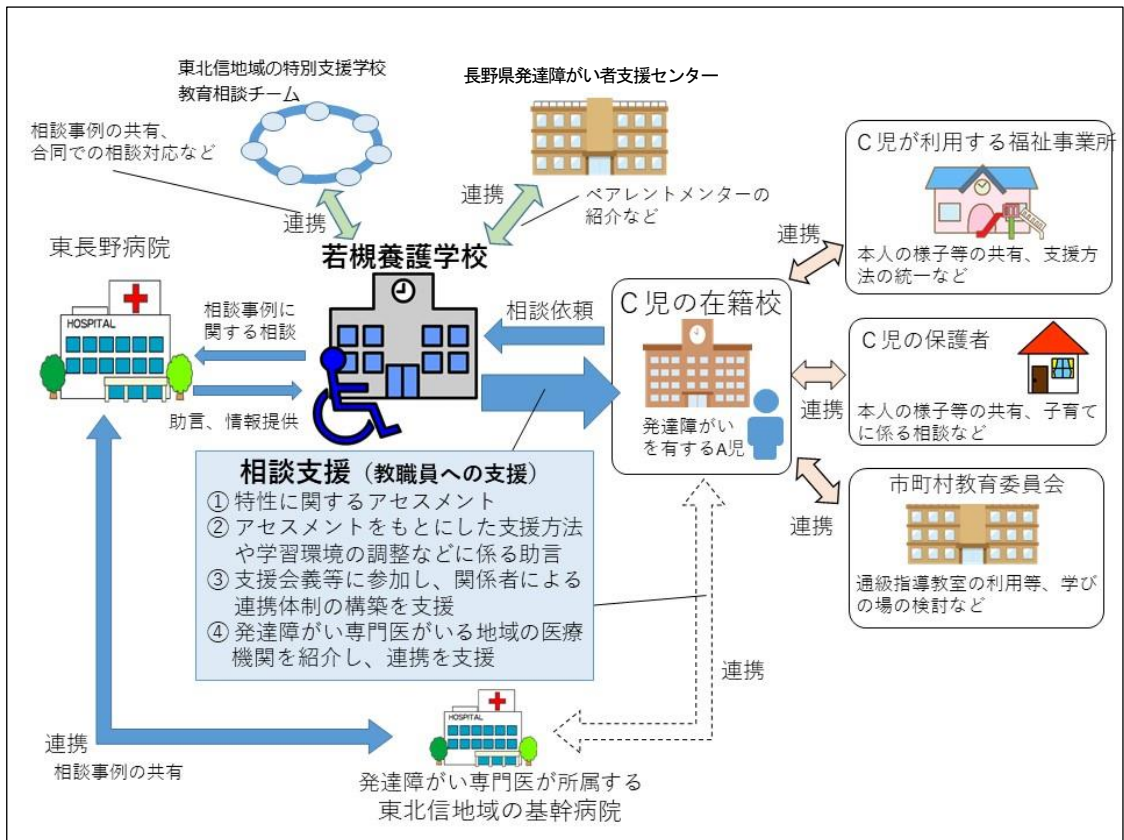 東北信地域の特別支援学校
教育相談チーム
長野県発達障がい者支援センター
相談事例の共有、
合同での相談対応など
連携
連携
ペアレントメンターの
紹介など
C児が利用する福祉事業所
連携
本人の様子等の共有、支援方
法の統一など
東長野病院
HOSPITAL
相談事例に
関する相談
助言、情報提供
若槻養護学校
相談依頼
C児の在籍校
発達障がい
を有するA児
C児の保護者
連携
本人の様子等の共有、子育て
に係る相談など
市町村教育委員会
連携
通級指導教室の利用等、学び
の場の検討など
相談支援（教職員への支援）
① 特性に関するアセスメント
② アセスメントをもとにした支援方法
や学習環境の調整などに係る助言
③ 支援会議等に参加し、関係者による
連携体制の構築を支援
④ 発達障がい専門医がいる地域の医療
機関を紹介し、連携を支援
連携
連携
相談事例の共有
HOSPITAL
発達障がい専門医が所属する
東北信地域の基幹病院